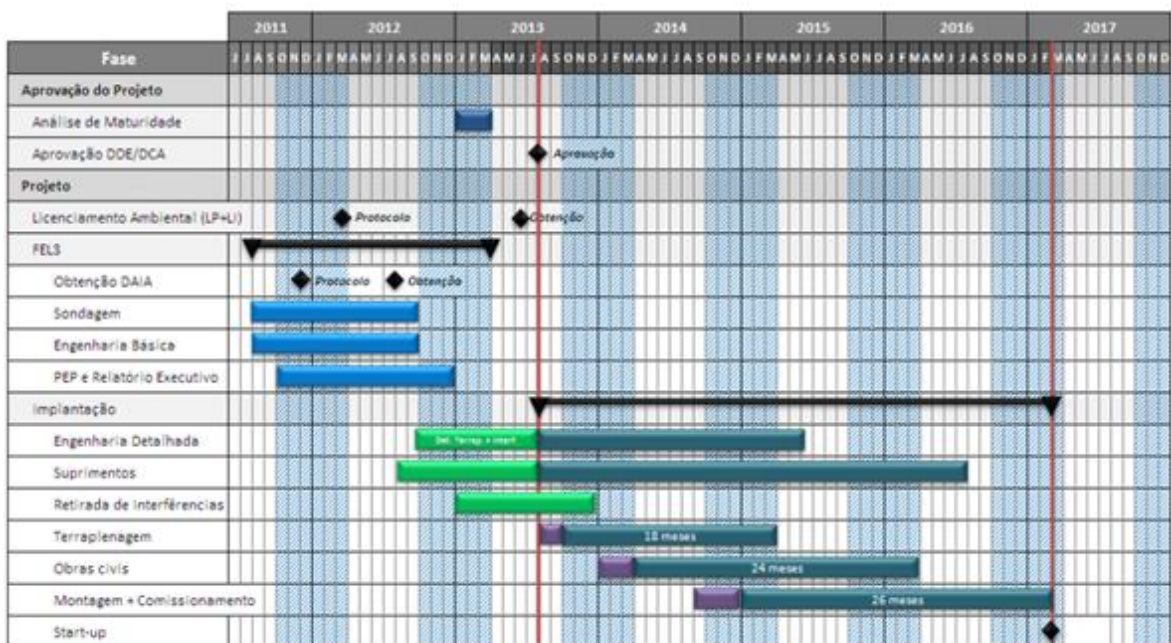 2011 2012 2013 2014 2015 2016 2017
Fase J J A S O N D J F M A M J J A S O N D J F M A M J J A S O N D J F M A M J J A S O N D J F M A M J J A S O N D J F M A M J J A S O N D J F M A M J J A S O N D
Aprovação do Projeto
Análise de Maturidade
Aprovação DDE/DCA Aprovação
Projeto
Licenciamento Ambiental (LP+LI) Protocolo Obtenção
FEL3
Obtenção DAIA Protocolo Obtenção
Sondagem
Engenharia Básica
PEP e Relatório Executivo
Implantação
Engenharia Detalhada
Suprimentos
Retirada de Interférencias
Terraplenagem 18 meses
Obras civis 24 meses
Montagem + Comissionamento 26 meses
Start-up